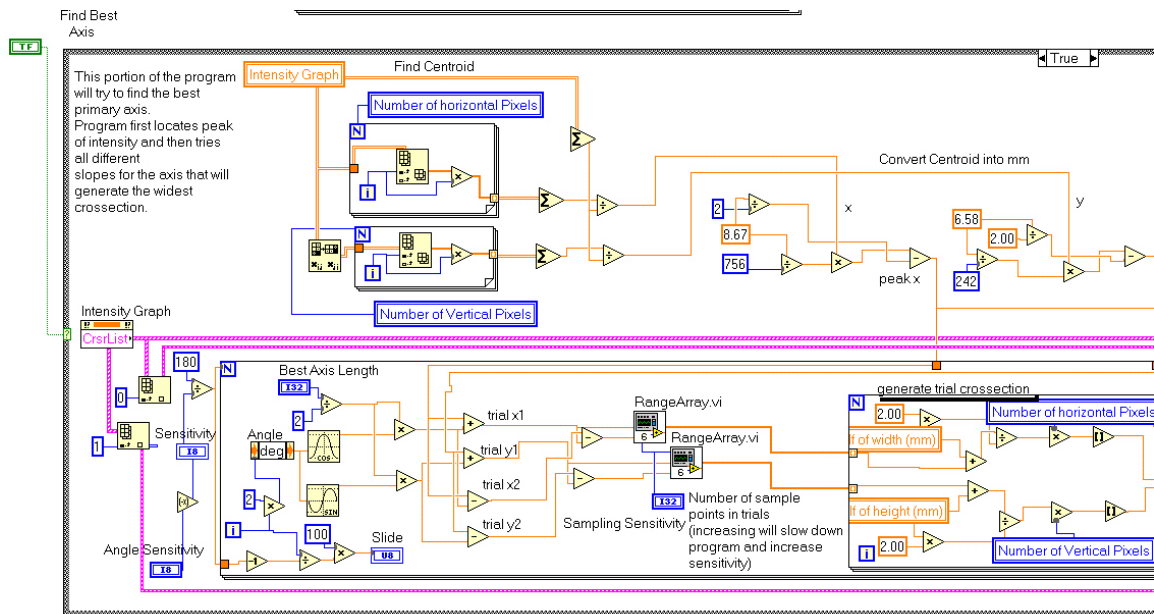 Find Best
Axis
TF
True
This portion of the program
will try to find the best
primary axis.
Program first locates peak
of intensity and then tries
all different
slopes for the axis that will
generate the widest
crossection.
Intensity Graph
Find Centroid
Number of horizontal Pixels
N
i
Σ
Σ
÷
x
N
i
x
Σ
÷
Number of Vertical Pixels
Convert Centroid into mm
x
y
2
8.67
756
÷
÷
x
peak x
6.58
2.00
242
÷
÷
x
Intensity Graph
CrsrList
?
0
1
180
÷
Sensitivity
I8
Angle Sensitivity
I8
N
Best Axis Length
I32
2
÷
Angle
deg
COS
SIN
2
x
i
-1
÷
100
x
Slide
U8
x
x
trial x1
trial y1
trial x2
trial y2
+
+
-
-
RangeArray.vi
6
RangeArray.vi
6
I32
Sampling Sensitivity
Number of sample
points in trials
(increasing will slow down
program and increase
sensitivity)
generate trial crossection
N
2.00
Number of horizontal Pixels
lf of width (mm)
lf of height (mm)
i
2.00
Number of Vertical Pixels